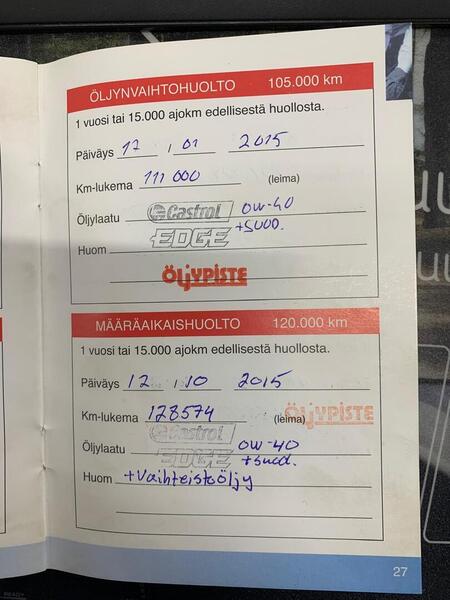 ÖLJYNVAIHTOHUOLTO 105.000 km
1 vuosi tai 15.000 ajokm edellisestä huollosta.
Päiväys 12 . 01 2015
Km-lukema 111 000 (leima)
Öljylaatu Castrol 0W-40
EDGE +suod.
Huom
ÖLJYPISTE
MÄÄRÄAIKAISHUOLTO 120.000 km
1 vuosi tai 15.000 ajokm edellisestä huollosta.
Päiväys 12 . 10 2015
Km-lukema 128574 (leima) ÖLJYPISTE
Castrol
Öljylaatu EDGE 0W-40
+suod.
Huom +Vaihteistoöljy
27